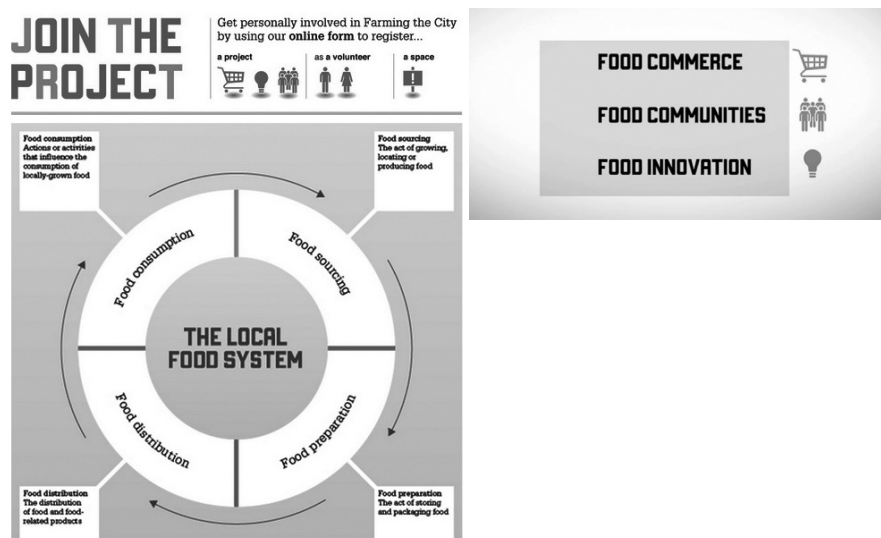 JOIN THE
PROJECT
Get personally involved in Farming the City
by using our online form to register...
a project
as a volunteer
a space
!
Food consumption
Actions or activities
that influence the
consumption of
locally-grown food
Food sourcing
The act of growing,
locating or
producing food
Food consumption
Food sourcing
THE LOCAL
FOOD SYSTEM
Food distribution
Food preparation
Food distribution
The distribution
of food and food-
related products
Food preparation
The act of storing
and packaging food
FOOD COMMERCE
FOOD COMMUNITIES
FOOD INNOVATION